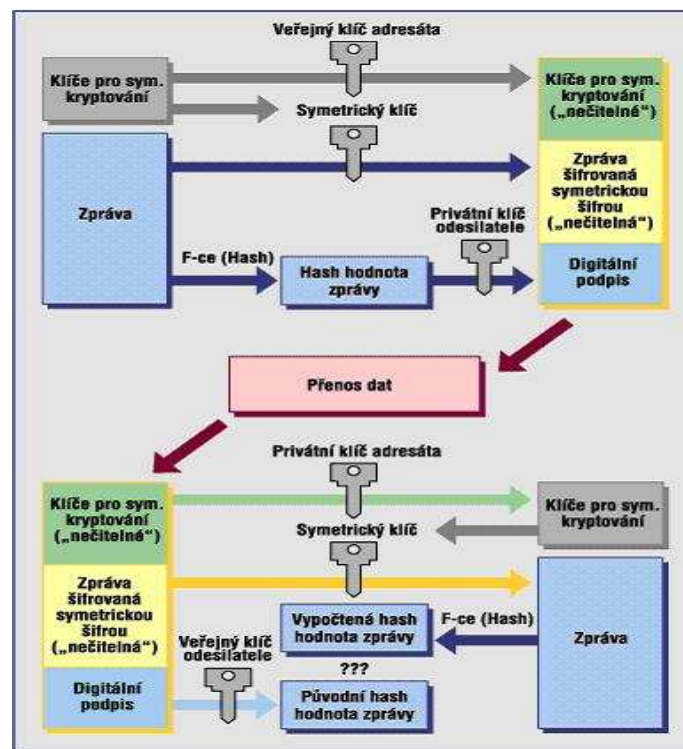 Veřejný klíč adresáta
Klíče pro sym.
kryptování
Symetrický klíč
Klíče pro sym.
kryptování
(„nečitelné")
Zpráva
Zpráva
šifrovaná
symetrickou
šifrou
(„nečitelná")
Privátní klíč
odesilatele
F-ce (Hash)
Hash hodnota
zprávy
Digitální
podpis
Přenos dat
Privátní klíč adresáta
Klíče pro sym.
kryptování
(„nečitelné")
Symetrický klíč
Klíče pro sym.
kryptování
Zpráva
šifrovaná
symetrickou
šifrou
(„nečitelná")
Vypočtená hash
hodnota zprávy
F-ce (Hash)
Zpráva
Veřejný klíč
odesilatele
???
Digitální
podpis
Původní hash
hodnota zprávy